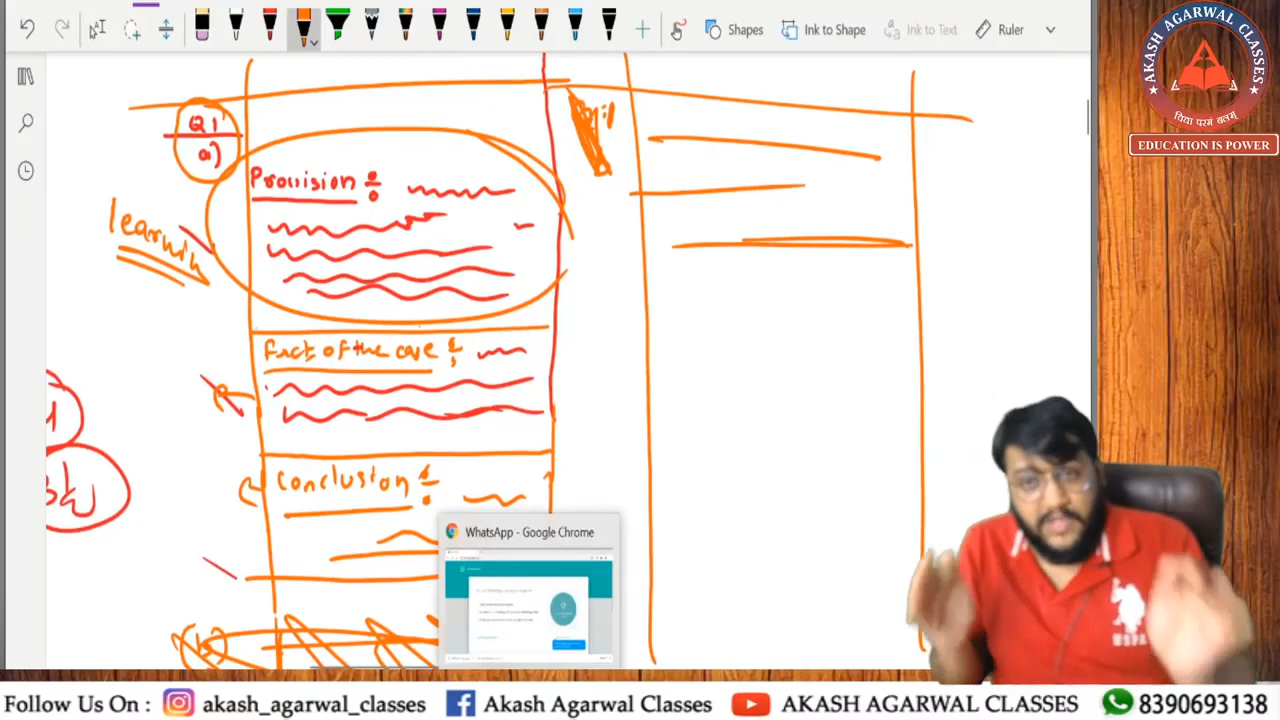 Shapes
Ink to Shape
Ink to Text
Ruler
AKASH AGARWAL CLASSES
विद्या परमं बलम्
EDUCATION IS POWER
Q1
a)
Provision :
learnin
Fact of the case :
Conclusion :
WhatsApp - Google Chrome
USPA
Follow Us On : akash_agarwal_classes Akash Agarwal Classes AKASH AGARWAL CLASSES 8390693138